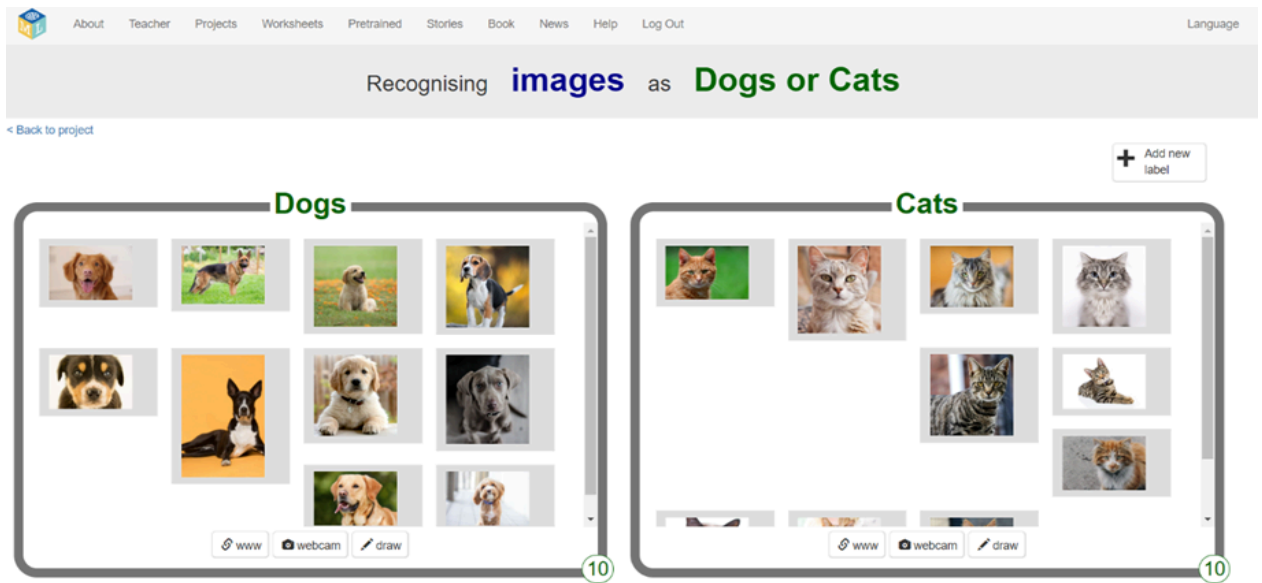 About Teacher Projects Worksheets Pretrained Stories Book News Help Log Out Language
Recognising images as Dogs or Cats
< Back to project
Add new
label
Dogs
Cats
www webcam draw
10
www webcam draw
10